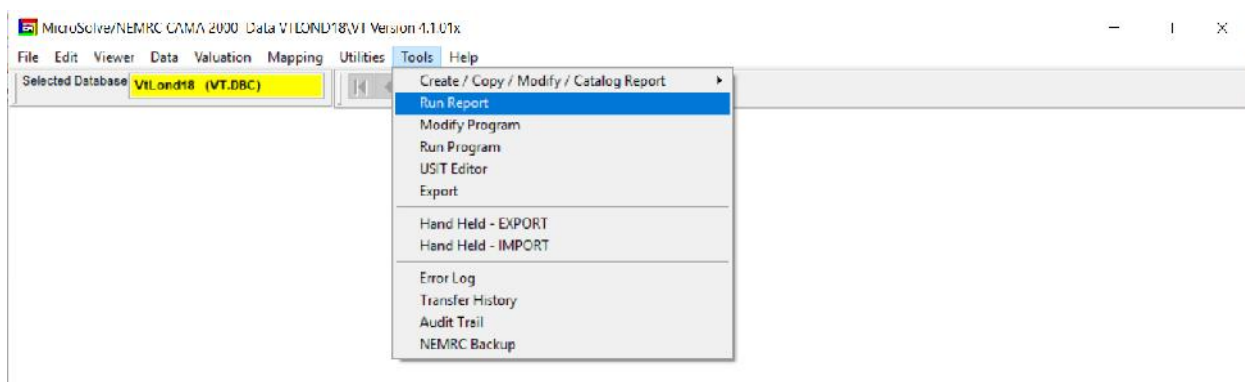 MicroSolve/NEMRC CAMA 2000 Data VTLOND18\VT Version 4.1.01x
File Edit Viewer Data Valuation Mapping Utilities Tools Help
Selected Database VtLond18 (VT.DBC)
Create / Copy / Modify / Catalog Report
Run Report
Modify Program
Run Program
USIT Editor
Export
Hand Held - EXPORT
Hand Held - IMPORT
Error Log
Transfer History
Audit Trail
NEMRC Backup